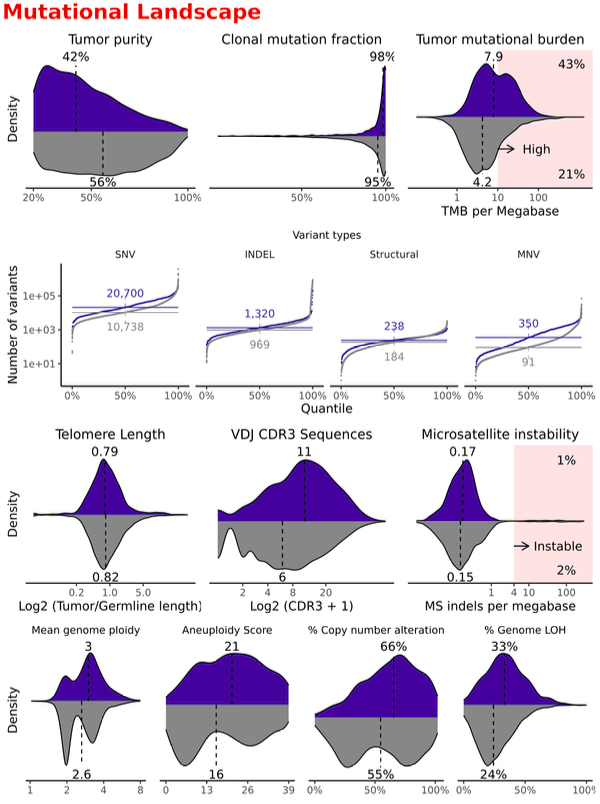 Mutational Landscape
Tumor purity
Clonal mutation fraction
Tumor mutational burden
42%
98%
7.9
43%
Density
High
56%
95%
4.2
21%
20% 50% 100%
0% 50% 100%
1 10 100
TMB per Megabase
Variant types
SNV
INDEL
Structural
MNV
Number of variants
1e+05
1e+03
1e+01
20,700
10,738
1,320
969
238
184
350
91
0% 50% 100%
0% 50% 100%
0% 50% 100%
0% 50% 100%
Quantile
Telomere Length
VDJ CDR3 Sequences
Microsatellite instability
0.79
11
0.17
1%
Density
Instable
0.82
6
0.15
2%
0.2 1.0 5.0
2 4 8 20
1 4 10 100
Log2 (Tumor/Germline length)
Log2 (CDR3 + 1)
MS indels per megabase
Mean genome ploidy
Aneuploidy Score
% Copy number alteration
% Genome LOH
3
21
66%
33%
Density
2.6
16
55%
24%
1 2 4 8
0 13 26 39
0% 50% 100%
0% 50% 100%